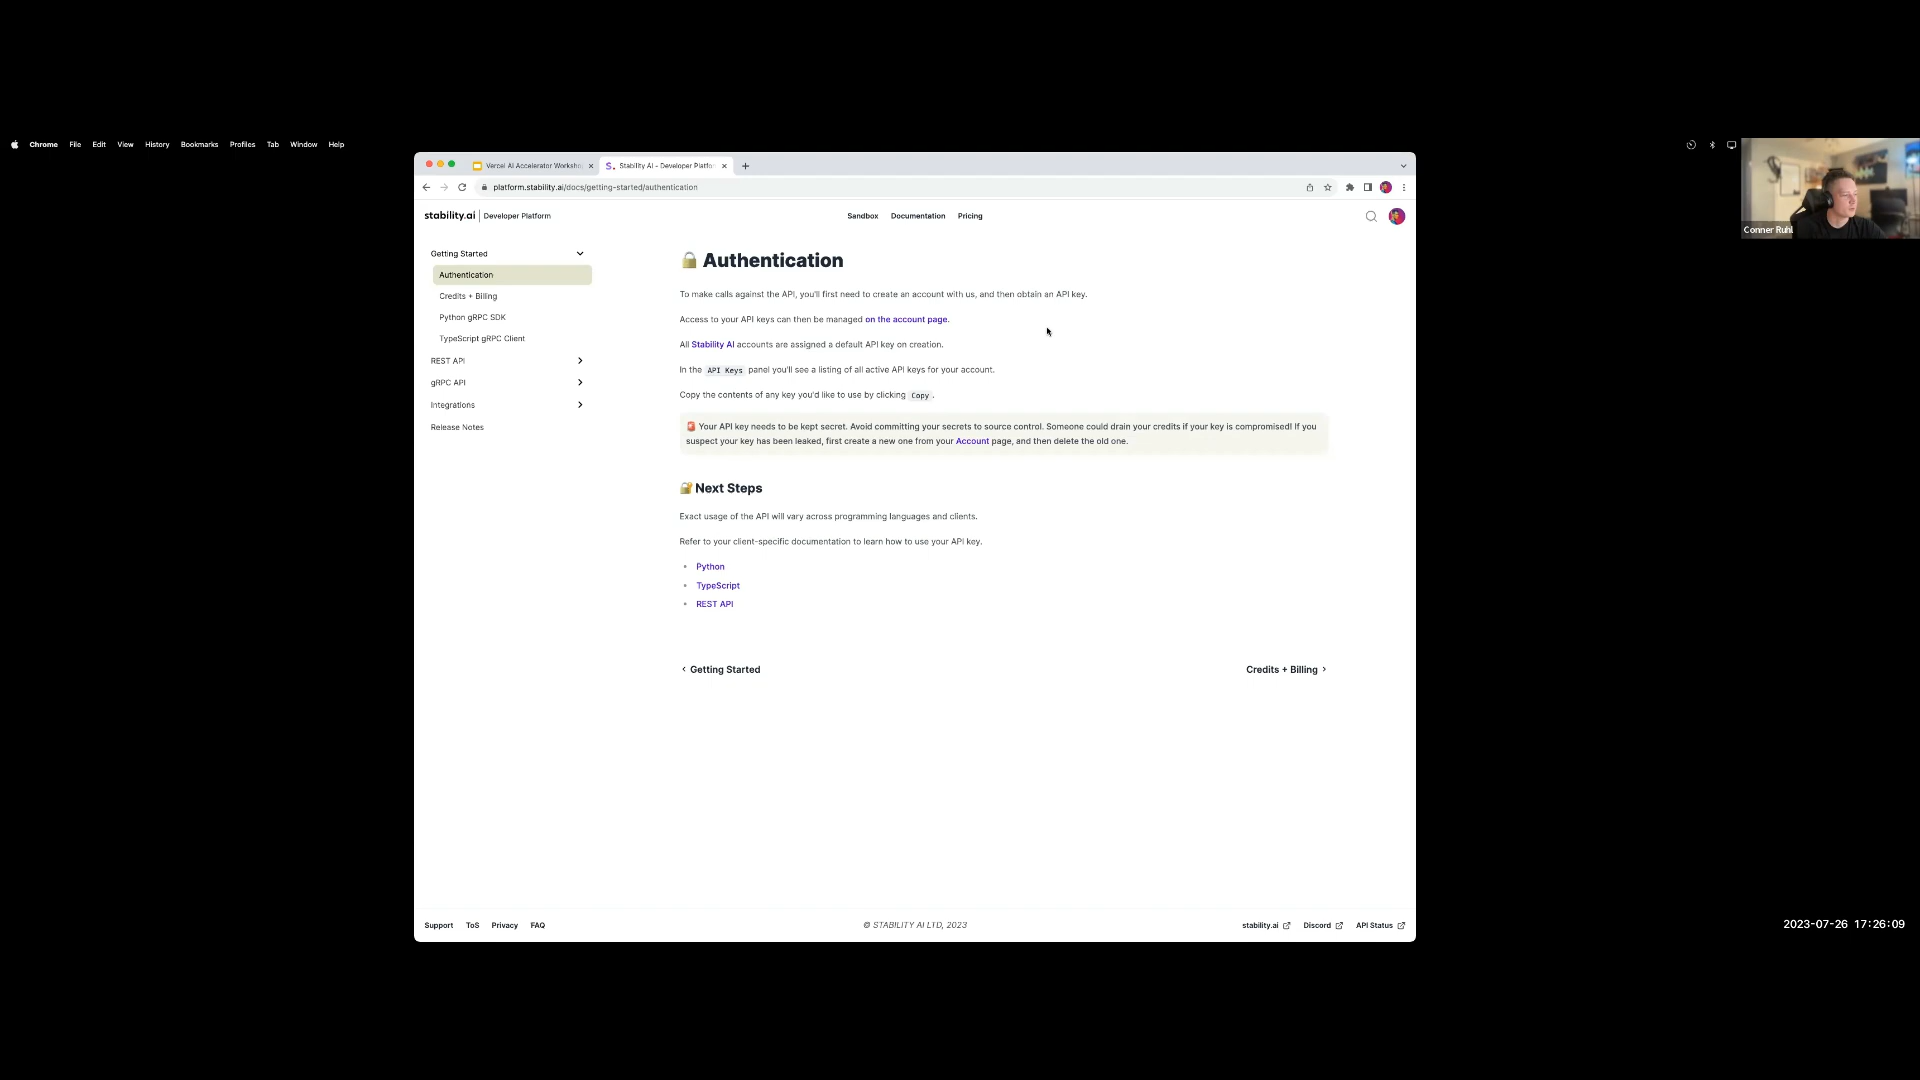 Chrome File Edit View History Bookmarks Profiles Tab Window Help
Vercel AI Accelerator Worksho
Stability AI - Developer Platfo
platform.stability.ai/docs/getting-started/authentication
stability.ai | Developer Platform
Sandbox Documentation Pricing
Conner Ruhl
Getting Started
Authentication
Credits + Billing
Python gRPC SDK
TypeScript gRPC Client
REST API
gRPC API
Integrations
Release Notes
🔒 Authentication
To make calls against the API, you'll first need to create an account with us, and then obtain an API key.
Access to your API keys can then be managed on the account page.
All Stability AI accounts are assigned a default API key on creation.
In the API Keys panel you'll see a listing of all active API keys for your account.
Copy the contents of any key you'd like to use by clicking Copy.
🚨 Your API key needs to be kept secret. Avoid committing your secrets to source control. Someone could drain your credits if your key is compromised! If you
suspect your key has been leaked, first create a new one from your Account page, and then delete the old one.
🔐 Next Steps
Exact usage of the API will vary across programming languages and clients.
Refer to your client-specific documentation to learn how to use your API key.
• Python
• TypeScript
• REST API
‹ Getting Started
Credits + Billing ›
Support ToS Privacy FAQ
© STABILITY AI LTD, 2023
stability.ai Discord API Status
2023-07-26 17:26:09